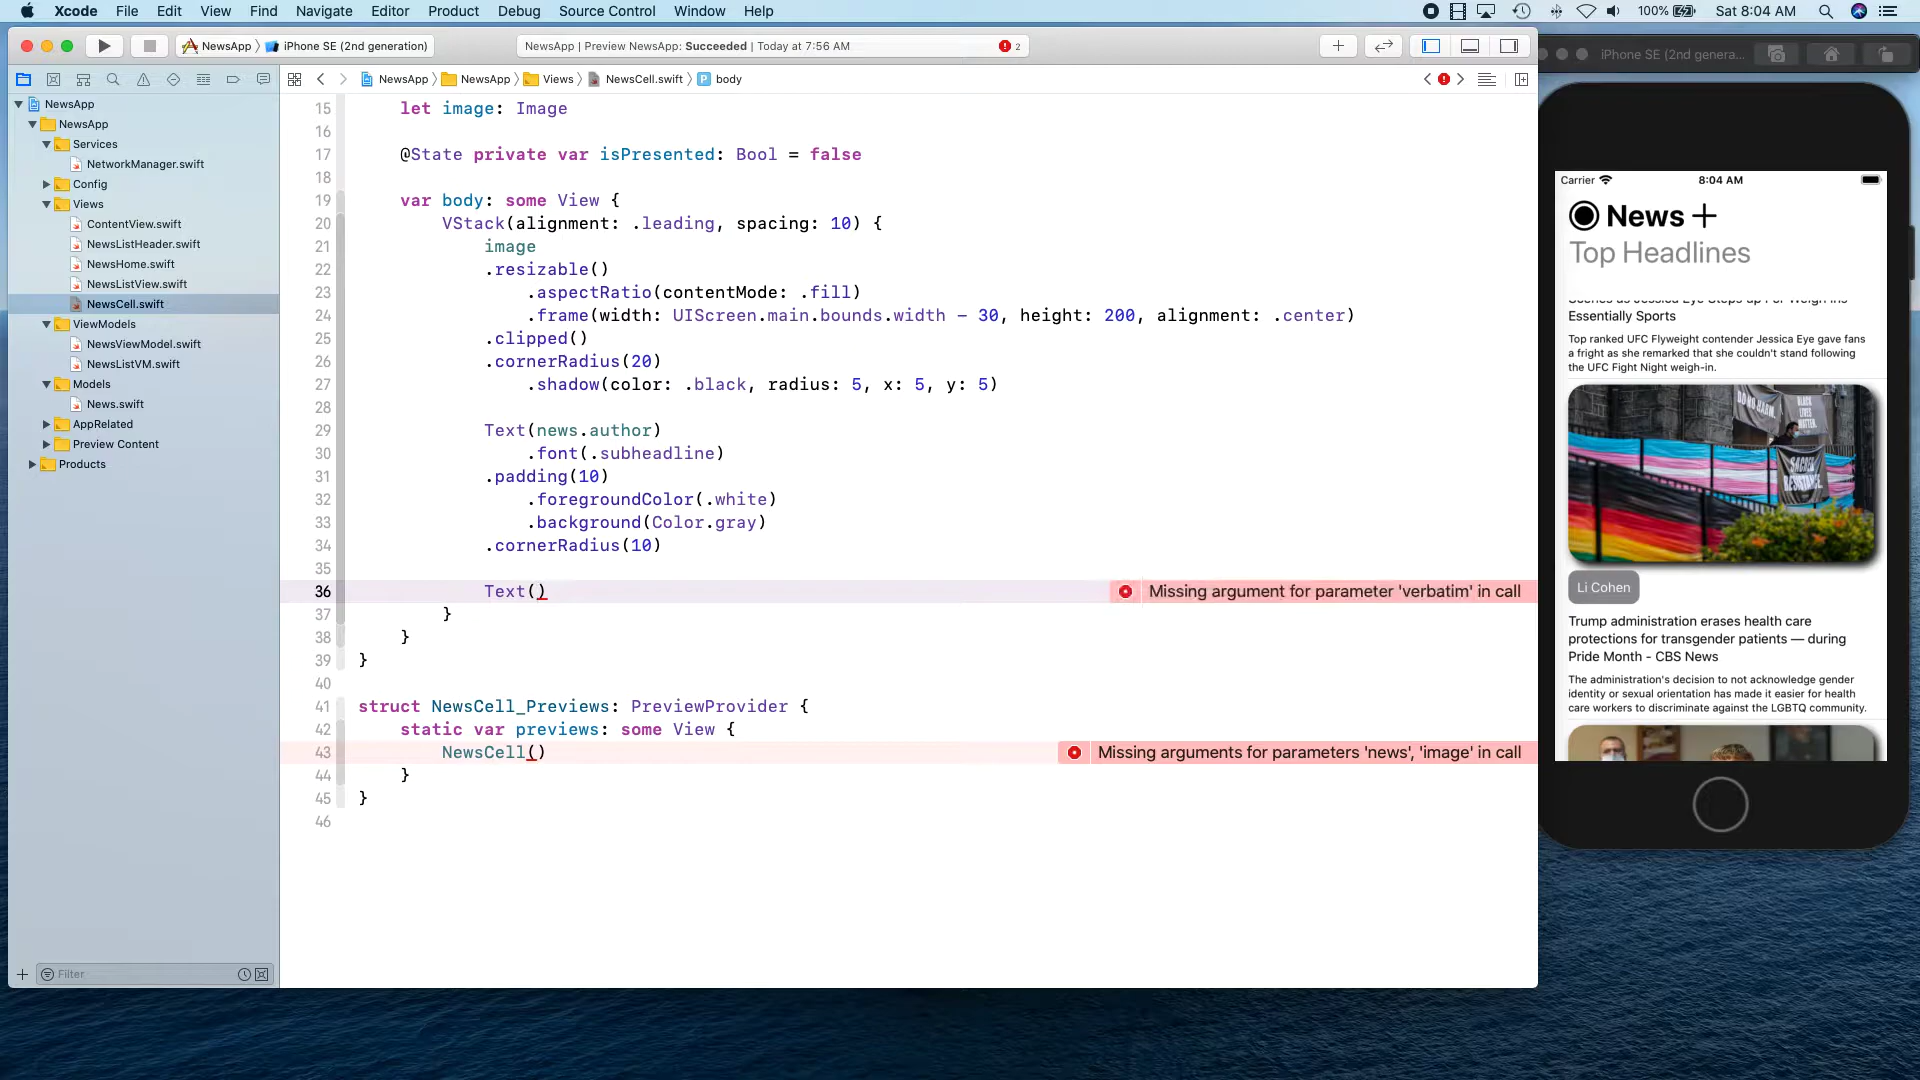 Xcode File Edit View Find Navigate Editor Product Debug Source Control Window Help 100% Sat 8:04 AM
NewsApp iPhone SE (2nd generation) NewsApp | Preview NewsApp: Succeeded | Today at 7:56 AM 2
NewsApp NewsApp Views NewsCell.swift P body
NewsApp
NewsApp
Services
NetworkManager.swift
Config
Views
ContentView.swift
NewsListHeader.swift
NewsHome.swift
NewsListView.swift
NewsCell.swift
ViewModels
NewsViewModel.swift
NewsListVM.swift
Models
News.swift
AppRelated
Preview Content
Products
Filter
15 let image: Image
16
17 @State private var isPresented: Bool = false
18
19 var body: some View {
20 VStack(alignment: .leading, spacing: 10) {
21 image
22 .resizable()
23 .aspectRatio(contentMode: .fill)
24 .frame(width: UIScreen.main.bounds.width - 30, height: 200, alignment: .center)
25 .clipped()
26 .cornerRadius(20)
27 .shadow(color: .black, radius: 5, x: 5, y: 5)
28
29 Text(news.author)
30 .font(.subheadline)
31 .padding(10)
32 .foregroundColor(.white)
33 .background(Color.gray)
34 .cornerRadius(10)
35
36 Text() Missing argument for parameter 'verbatim' in call
37 }
38 }
39 }
40
41 struct NewsCell_Previews: PreviewProvider {
42 static var previews: some View {
43 NewsCell() Missing arguments for parameters 'news', 'image' in call
44 }
45 }
46
iPhone SE (2nd genera...
Carrier 8:04 AM
News
Top Headlines
Essentially Sports
Top ranked UFC Flyweight contender Jessica Eye gave fans
a fright as she remarked that she couldn't stand following
the UFC Fight Night weigh-in.
DO NO HARM.
BLACK
LIVES
MATTER.
SACRED
RESISTANCE.
Li Cohen
Trump administration erases health care
protections for transgender patients — during
Pride Month - CBS News
The administration's decision to not acknowledge gender
identity or sexual orientation has made it easier for health
care workers to discriminate against the LGBTQ community.